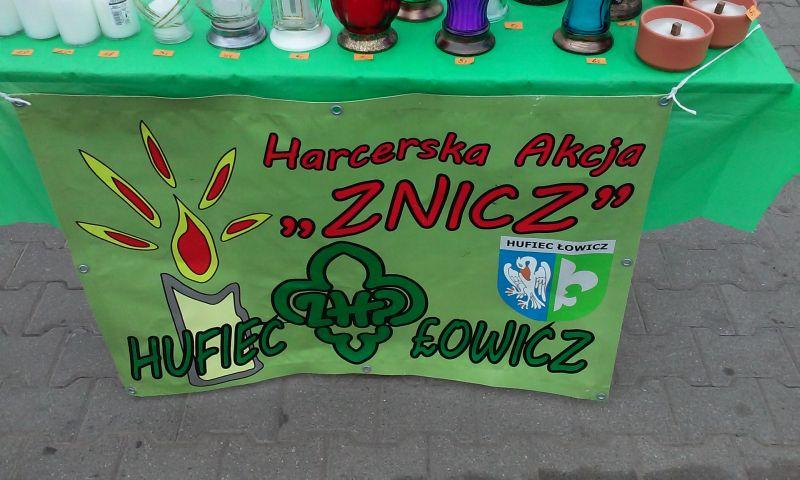 Harcerska Akcja
„ZNICZ”
HUFIEC ŁOWICZ
ZHP
HUFIEC ŁOWICZ